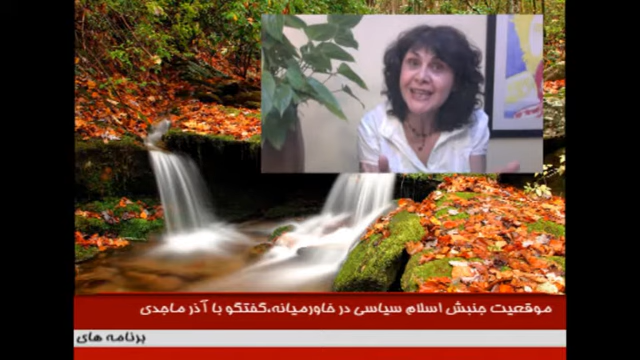 موقعیت جنبش اسلام سیاسی در خاورمیانه،گفتگو با آذر ماجدی
برنامه های